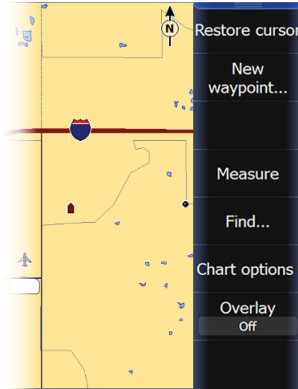 N
Restore cursor
New
waypoint...
Measure
Find...
Chart options
Overlay
Off